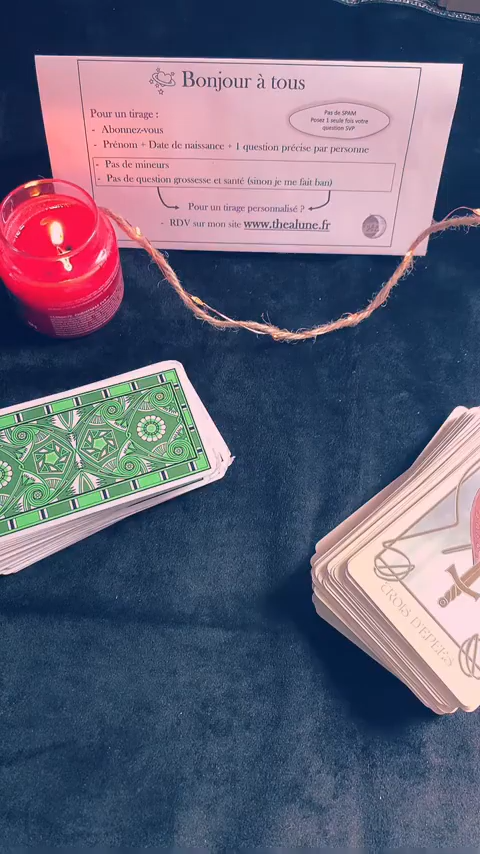 Bonjour à tous
Pas de SPAM
Posez 1 seule fois votre
question SVP
Pour un tirage :
- Abonnez-vous
- Prénom + Date de naissance + 1 question précise par personne
- Pas de mineurs
- Pas de question grossesse et santé (sinon je me fait ban)
Pour un tirage personnalisé ?
- RDV sur mon site www.thealune.fr
TROIS D'EPEES